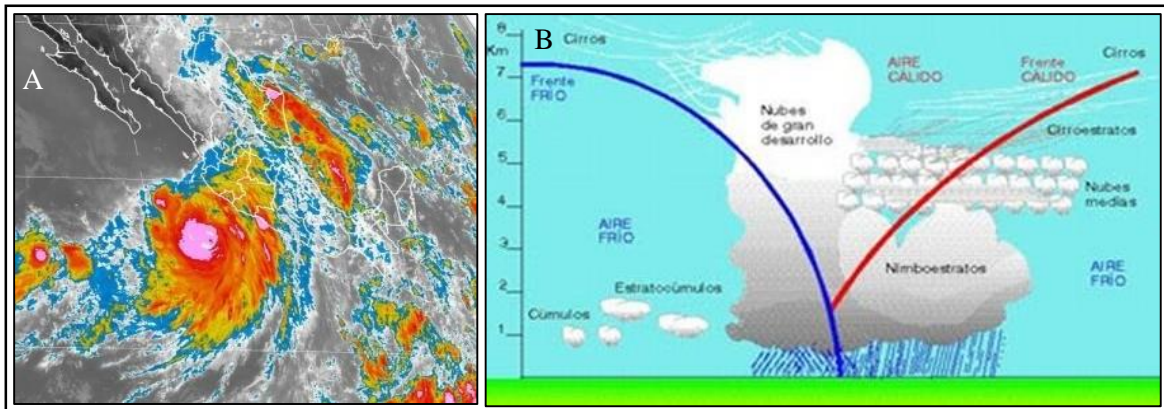 A
B
8
Km
7
6
5
4
3
2
1
Cirros
Frente
FRÍO
Nubes
de gran
desarrollo
AIRE
CÁLIDO
Frente
CÁLIDO
Cirros
Cirroestratos
Nubes
medias
AIRE
FRÍO
Nimboestratos
AIRE
FRÍO
Estratocúmulos
Cúmulos